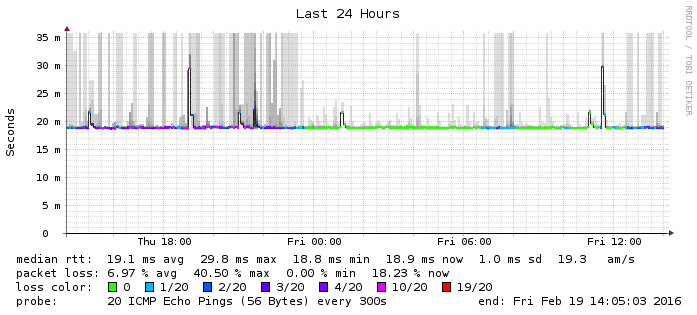 Last 24 Hours
RRDTOOL / TOBI OETIKER
Seconds
35 m
30 m
25 m
20 m
15 m
10 m
5 m
0
Thu 18:00 Fri 00:00 Fri 06:00 Fri 12:00
median rtt: 19.1 ms avg 29.8 ms max 18.8 ms min 18.9 ms now 1.0 ms sd 19.3 am/s
packet loss: 6.97 % avg 40.50 % max 0.00 % min 18.23 % now
loss color: 0 1/20 2/20 3/20 4/20 10/20 19/20
probe: 20 ICMP Echo Pings (56 Bytes) every 300s end: Fri Feb 19 14:05:03 2016